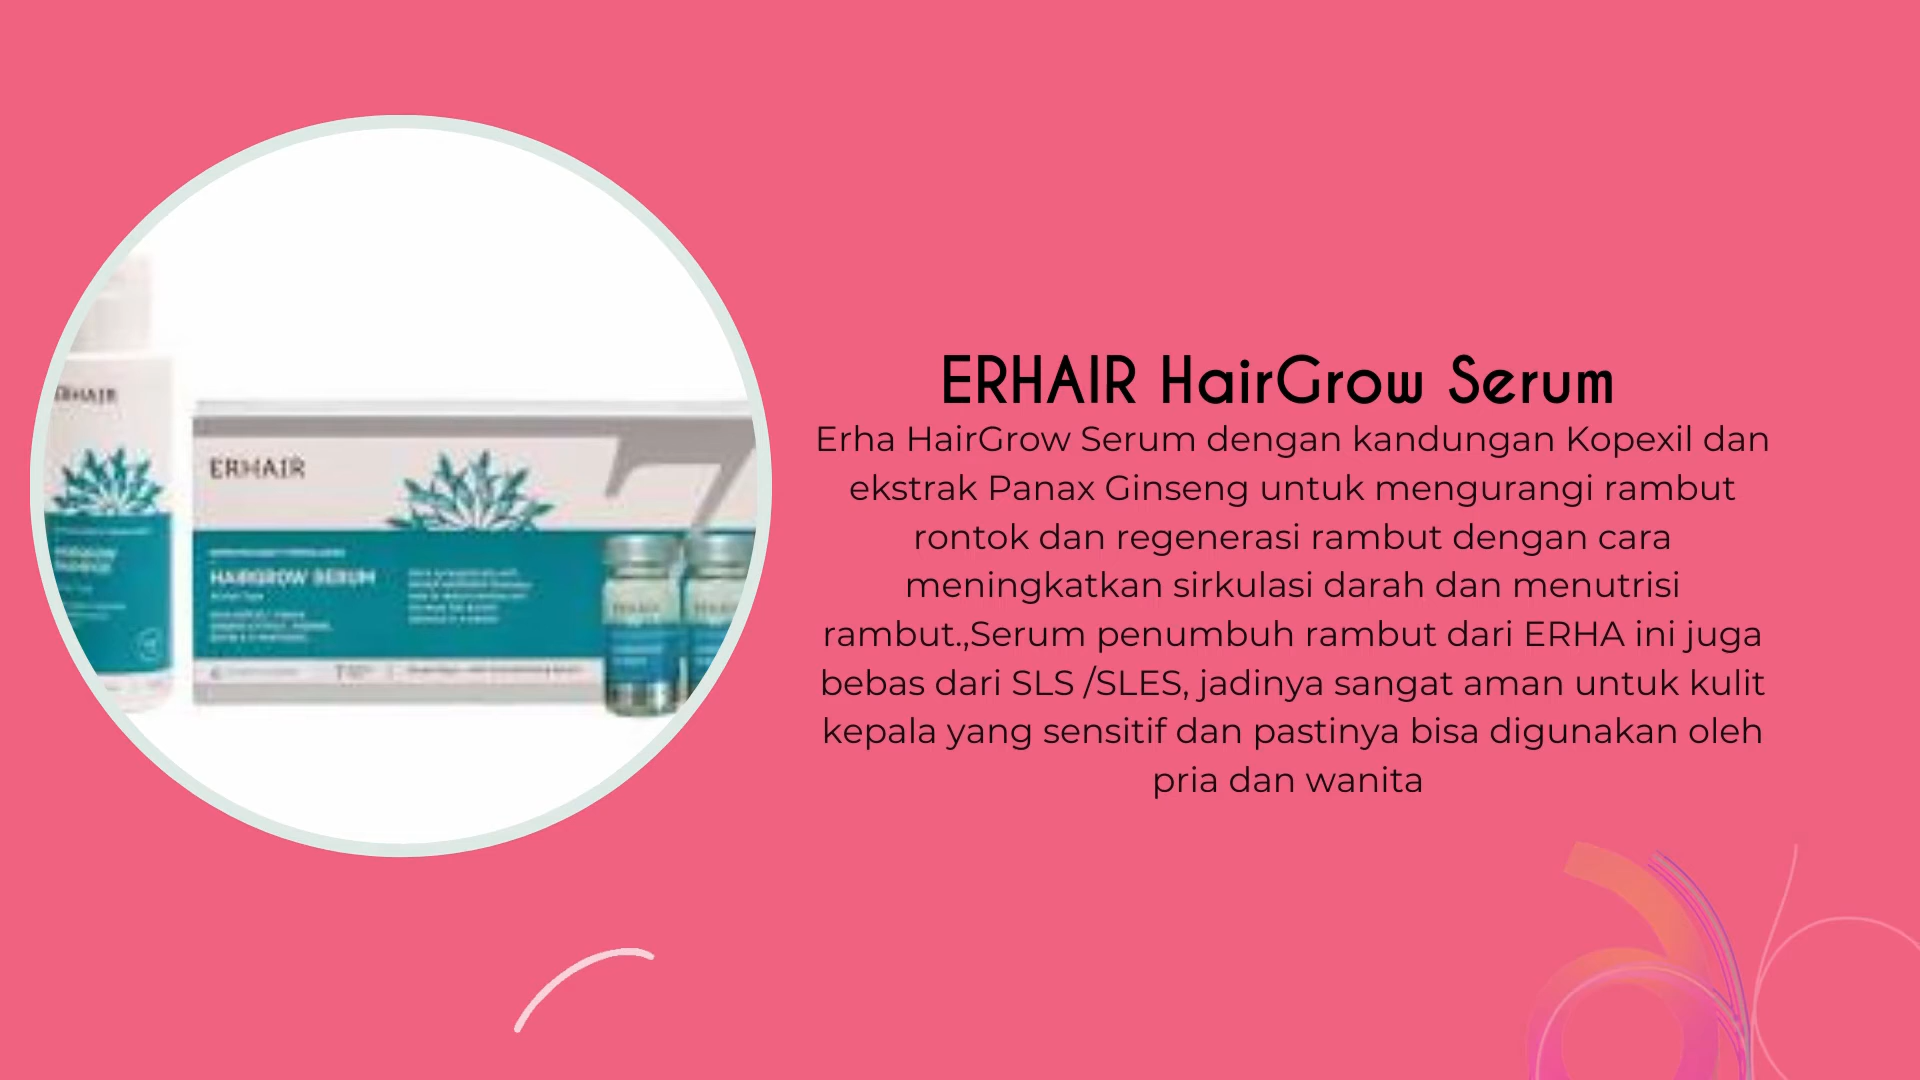 ERHAIR
ERHAIR
HAIRGROW SERUM
ERHAIR HairGrow Serum
Erha HairGrow Serum dengan kandungan Kopexil dan
ekstrak Panax Ginseng untuk mengurangi rambut
rontok dan regenerasi rambut dengan cara
meningkatkan sirkulasi darah dan menutrisi
rambut.,Serum penumbuh rambut dari ERHA ini juga
bebas dari SLS /SLES, jadinya sangat aman untuk kulit
kepala yang sensitif dan pastinya bisa digunakan oleh
pria dan wanita